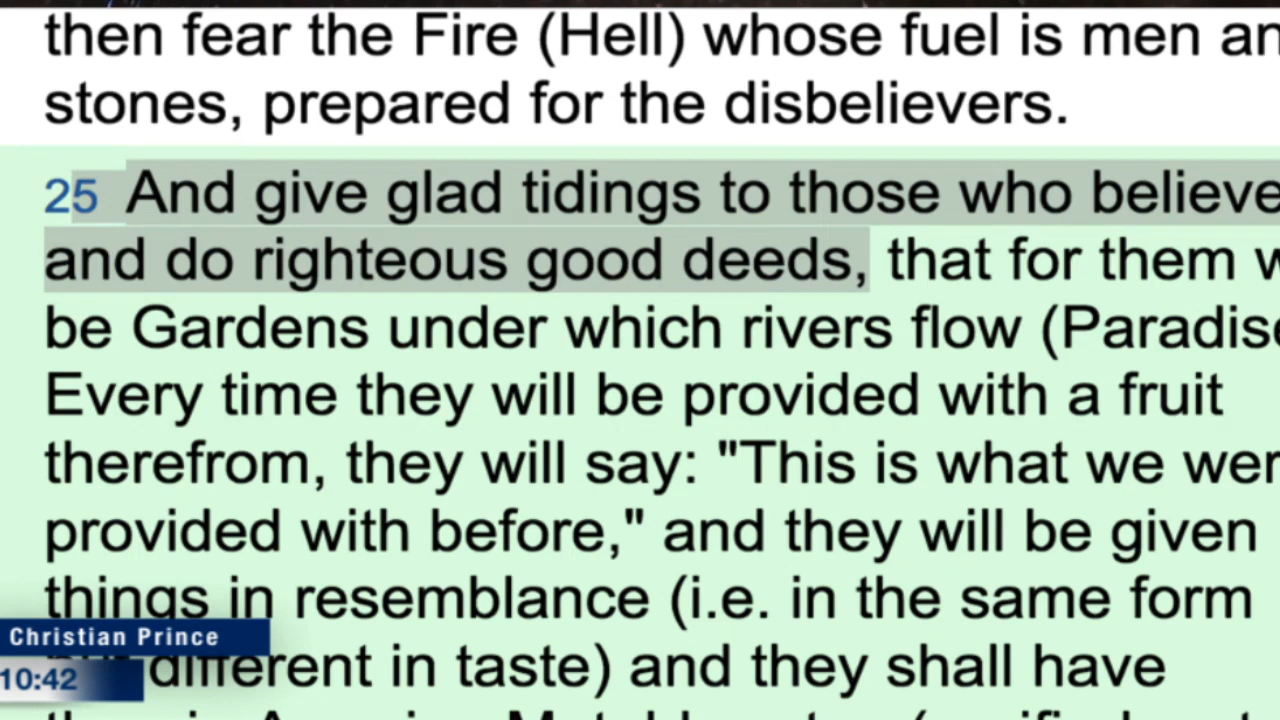 then fear the Fire (Hell) whose fuel is men an
stones, prepared for the disbelievers.
25 And give glad tidings to those who believe
and do righteous good deeds, that for them w
be Gardens under which rivers flow (Paradise
Every time they will be provided with a fruit
therefrom, they will say: "This is what we wer
provided with before," and they will be given
things in resemblance (i.e. in the same form
different in taste) and they shall have
Christian Prince
10:42